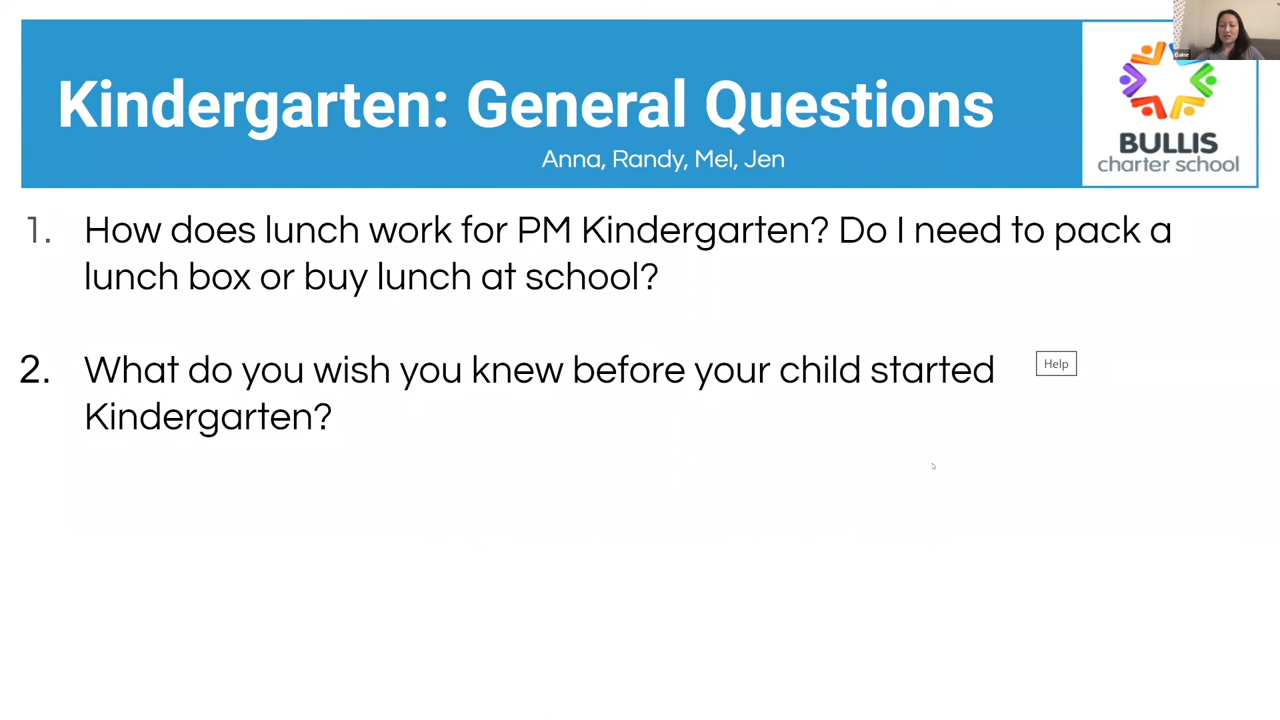 Kindergarten: General Questions
Anna, Randy, Mel, Jen
Elaine
BULLIS
charter school
1. How does lunch work for PM Kindergarten? Do I need to pack a
lunch box or buy lunch at school?
2. What do you wish you knew before your child started
Kindergarten?
Help